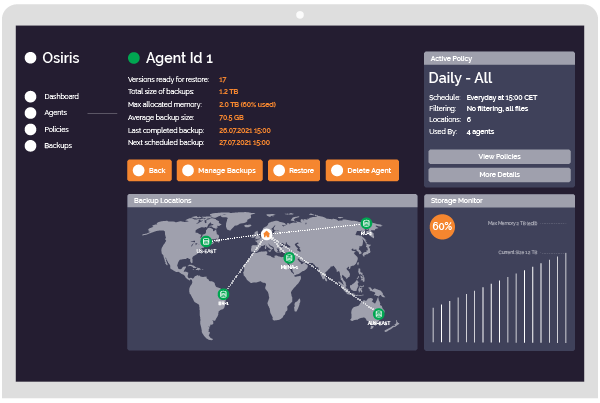 Osiris
Dashboard
Agents
Policies
Backups
Agent Id 1
Versions ready for restore: 17
Total size of backups: 1.2 TB
Max allocated memory: 2.0 TB (60% used)
Average backup size: 70.5 GB
Last completed backup: 26.07.2021 15:00
Next scheduled backup: 27.07.2021 15:00
Back
Manage Backups
Restore
Delete Agent
Active Policy
Daily - All
Schedule: Everyday at 15:00 CET
Filtering: No filtering, all files
Locations: 6
Used By: 4 agents
View Policies
More Details
Backup Locations
US-EAST
MENA-1
BR-1
AUS-EAST
Storage Monitor
60%
Max Memory 2 TB
Current Size 1.2 TB